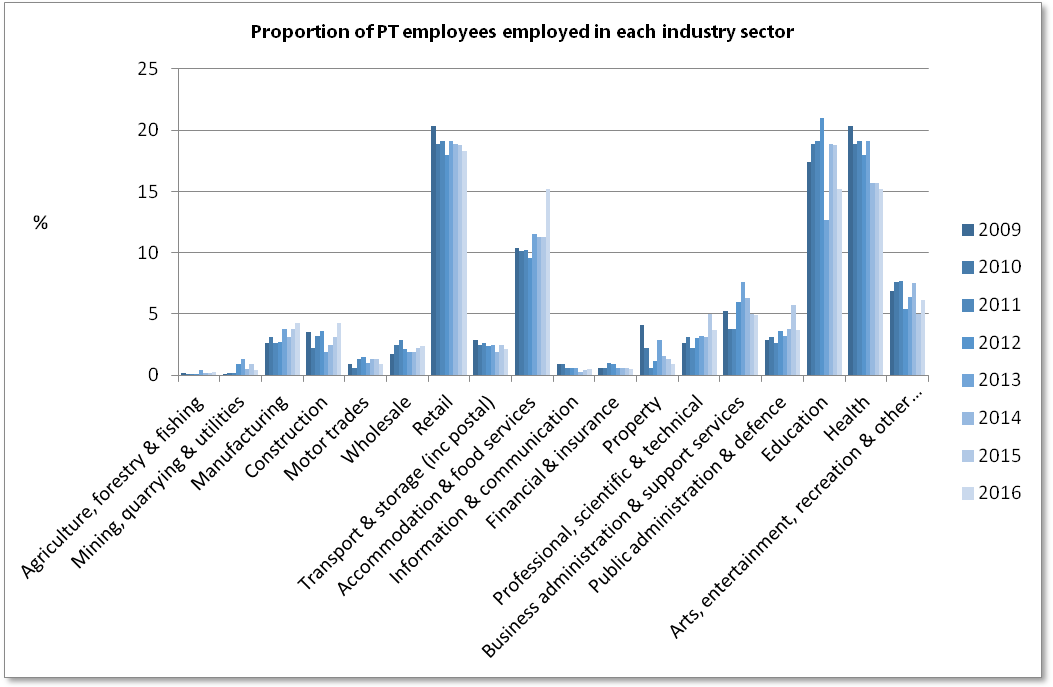 Proportion of PT employees employed in each industry sector
25
20
15
10
5
0
%
Agriculture, forestry & fishing
Mining, quarrying & utilities
Manufacturing
Construction
Motor trades
Wholesale
Retail
Transport & storage (inc postal)
Accommodation & food services
Information & communication
Financial & insurance
Property
Professional, scientific & technical
Business administration & support services
Public administration & defence
Education
Health
Arts, entertainment, recreation & other...
2009
2010
2011
2012
2013
2014
2015
2016